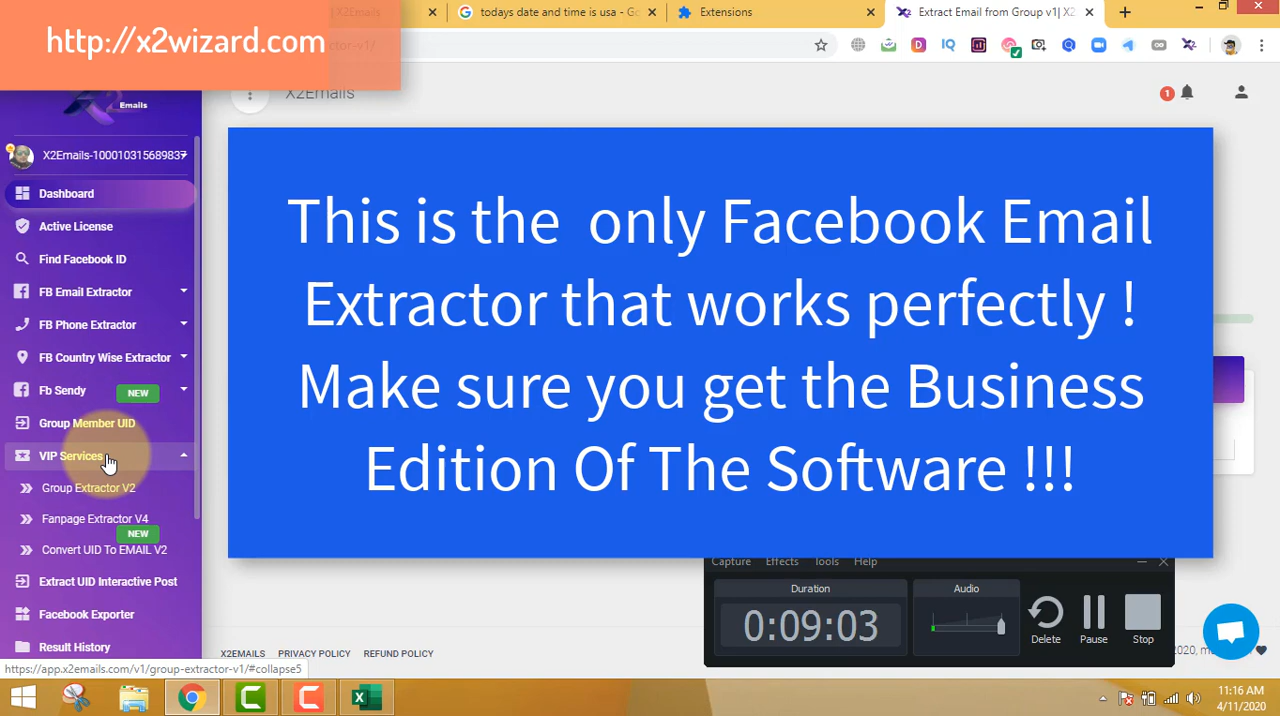 X2Emails
todays date and time is usa - Go
Extensions
Extract Email from Group v1| X2
http://x2wizard.com
IQ
Emails
X2Emails
1
X2Emails-100010315689837
Dashboard
Active License
Find Facebook ID
FB Email Extractor
FB Phone Extractor
FB Country Wise Extractor
Fb Sendy
NEW
Group Member UID
VIP Services
Group Extractor V2
Fanpage Extractor V4
NEW
Convert UID To EMAIL V2
Extract UID Interactive Post
Facebook Exporter
Result History
This is the only Facebook Email
Extractor that works perfectly !
Make sure you get the Business
Edition Of The Software !!!
Capture Effects Tools Help
Duration
0:09:03
Audio
Delete
Pause
Stop
X2EMAILS PRIVACY POLICY REFUND POLICY
2020,
https://app.x2emails.com/v1/group-extractor-v1/#collapse5
11:16 AM
4/11/2020